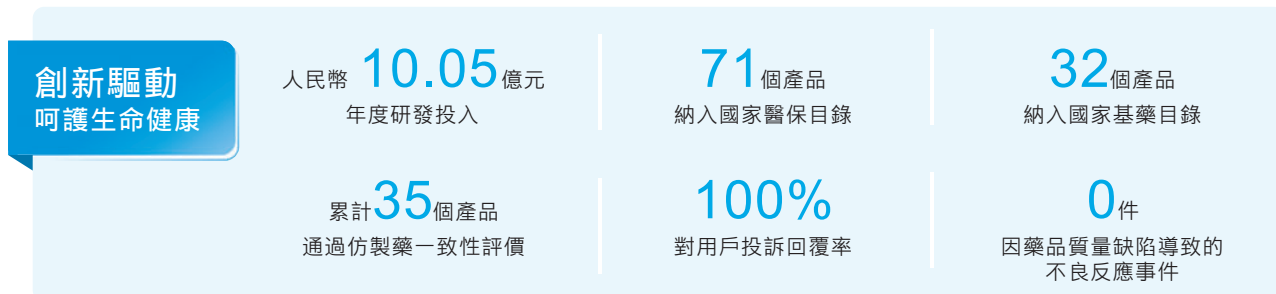 創新驅動
呵護生命健康
人民幣 10.05億元
年度研發投入
71個產品
納入國家醫保目錄
32個產品
納入國家基藥目錄
累計35個產品
通過仿製藥一致性評價
100%
對用戶投訴回覆率
0件
因藥品質量缺陷導致的
不良反應事件